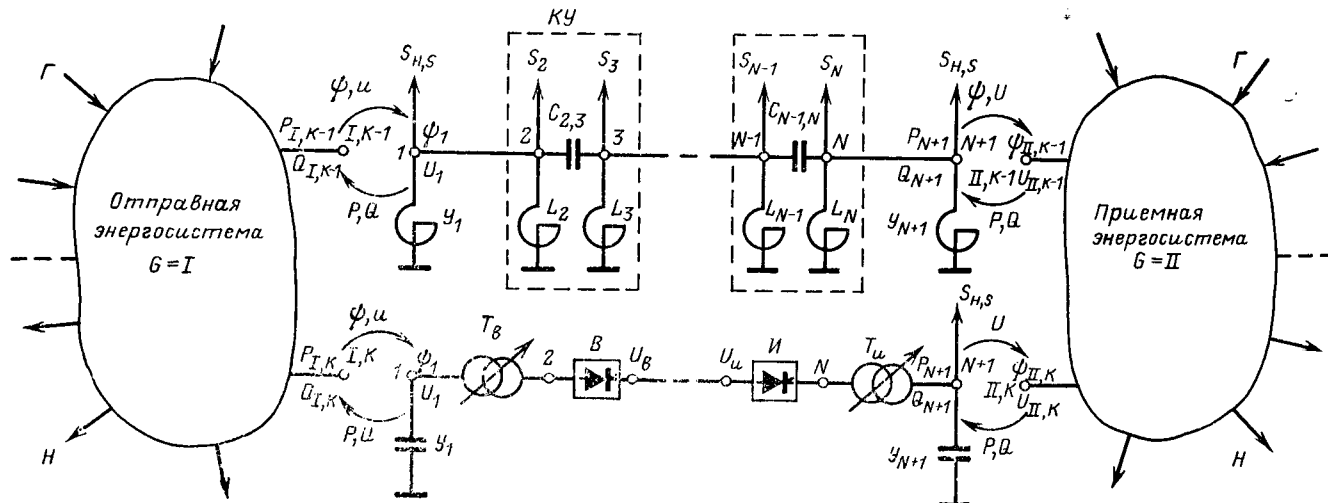 КУ
Г
ψ, u
S_{H,S}
S_2
S_3
S_{N-1}
S_N
S_{H,S}
ψ, U
Г
P_{I,K-1}
I,K-1
Q_{I,K-1}
P,Q
1
ψ_1
U_1
y_1
2
C_{2,3}
3
L_2
L_3
N-1
C_{N-1,N}
N
L_{N-1}
L_N
P_{N+1}
N+1
Q_{N+1}
y_{N+1}
ψ_{II,K-1}
II,K-1
U_{II,K-1}
P,Q
Отправная
энергосистема
G=I
Приемная
энергосистема
G=II
ψ, u
P_{I,K}
I,K
Q_{I,K}
P,Q
1
ψ_1
U_1
y_1
T_в
2
В
U_в
U_и
И
N
T_и
S_{H,S}
U
P_{N+1}
N+1
Q_{N+1}
y_{N+1}
ψ_{II,K}
II,K
U_{II,K}
P,Q
Н
Н